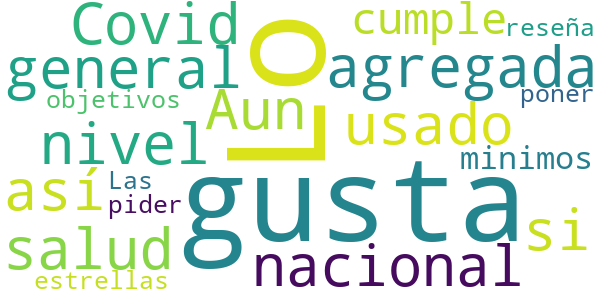 Covid
cumple
reseña
general
LO
agregada
objetivos
Aun
poner
nivel
usado
minimos
Las
así
gusta
pider
si
salud
nacional
estrellas